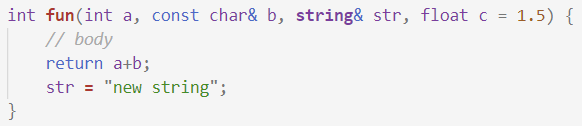 int fun(int a, const char& b, string& str, float c = 1.5) {
    // body
    return a+b;
    str = "new string";
}